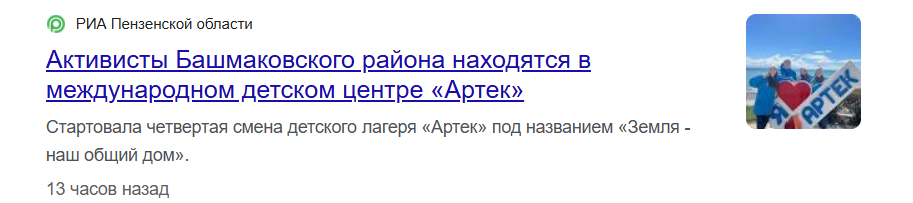 РИА Пензенской области
Активисты Башмаковского района находятся в
международном детском центре «Артек»
Стартовала четвертая смена детского лагеря «Артек» под названием «Земля -
наш общий дом».
13 часов назад
Я АРТЕК